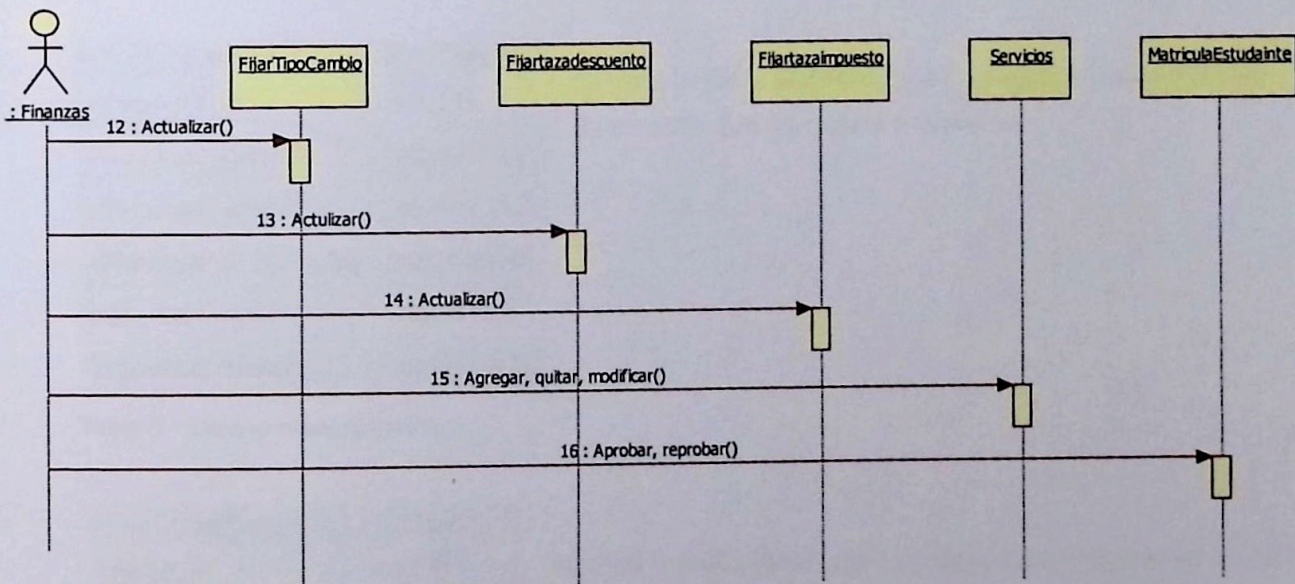 : Finanzas
FijarTipoCambio
Fijartazadescuento
Fijartazaimpuesto
Servicios
MatriculaEstudainte
12 : Actualizar()
13 : Actulizar()
14 : Actualizar()
15 : Agregar, quitar, modificar()
16 : Aprobar, reprobar()